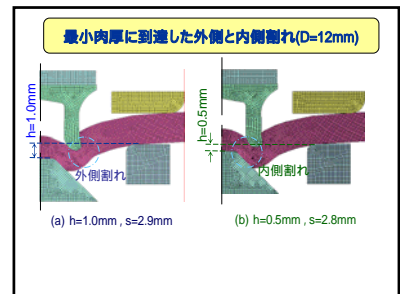 最小肉厚に到達した外側と内側割れ(D=12mm)
h=1.0mm
外側割れ
(a) h=1.0mm , s=2.9mm
h=0.5mm
内側割れ
(b) h=0.5mm , s=2.8mm